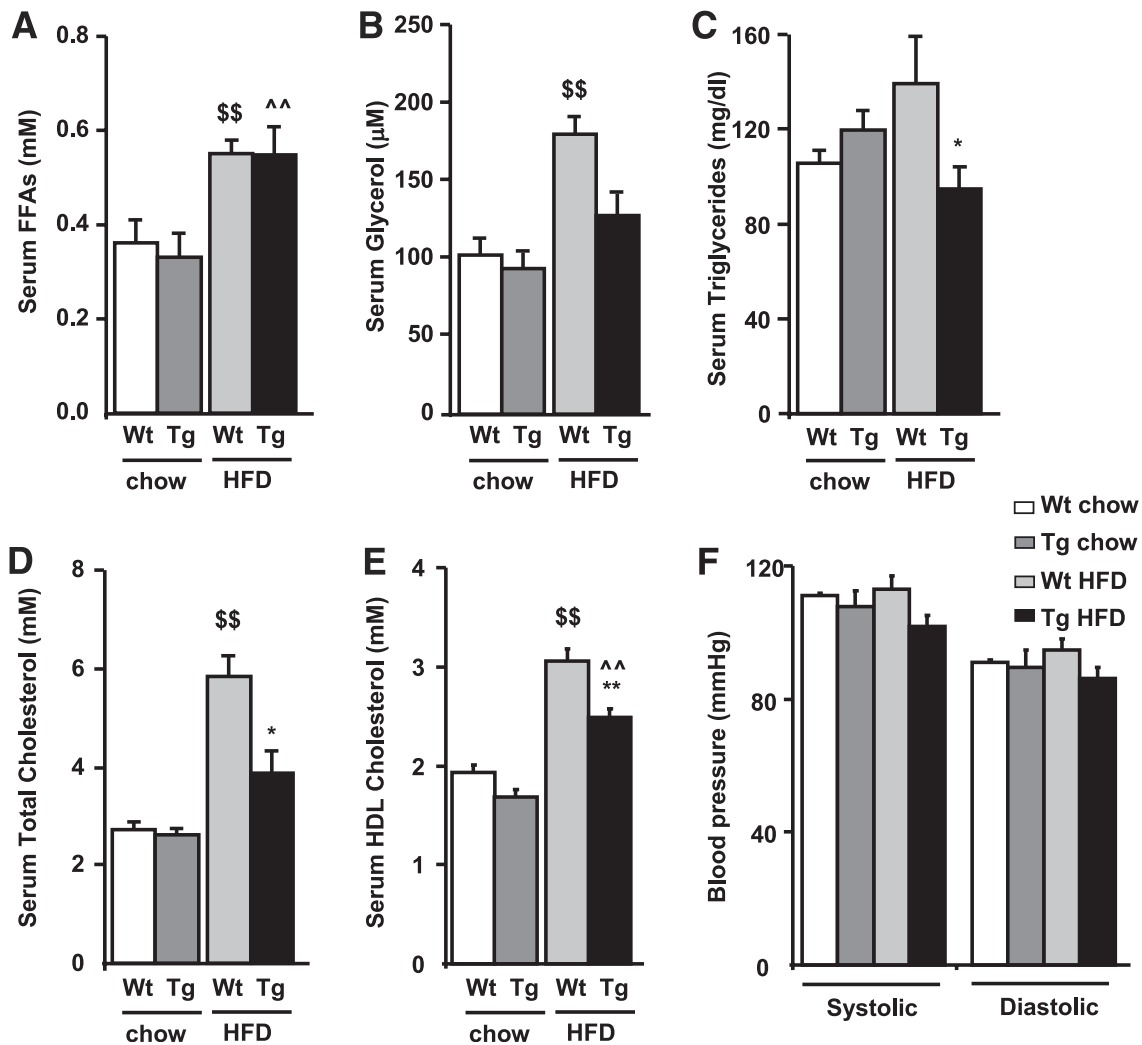 A
Serum FFAs (mM)
0.8
0.6
0.4
0.2
0.0
$$
^^
Wt Tg Wt Tg
chow HFD
B
Serum Glycerol (µM)
250
200
150
100
50
0
$$
Wt Tg Wt Tg
chow HFD
C
Serum Triglycerides (mg/dl)
160
120
80
40
0
*
Wt Tg Wt Tg
chow HFD
D
Serum Total Cholesterol (mM)
8
6
4
2
0
$$
*
Wt Tg Wt Tg
chow HFD
E
Serum HDL Cholesterol (mM)
4
3
2
1
0
$$
^^
**
Wt Tg Wt Tg
chow HFD
Wt chow
Tg chow
Wt HFD
Tg HFD
F
Blood pressure (mmHg)
120
80
40
0
Systolic Diastolic